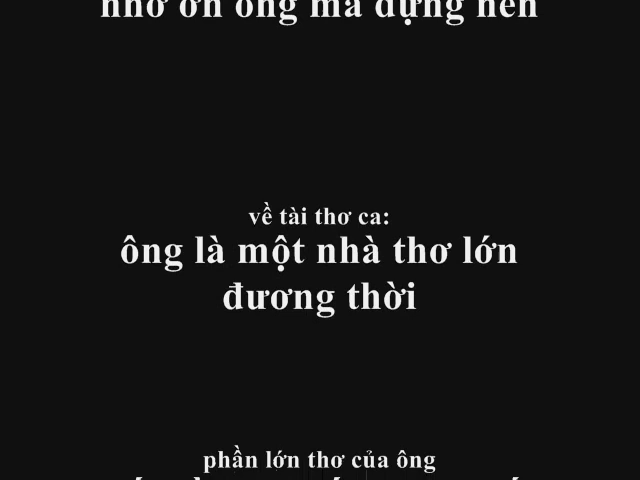 nhớ ơn ông mà dựng nên
về tài thơ ca:
ông là một nhà thơ lớn
đương thời
phần lớn thơ của ông